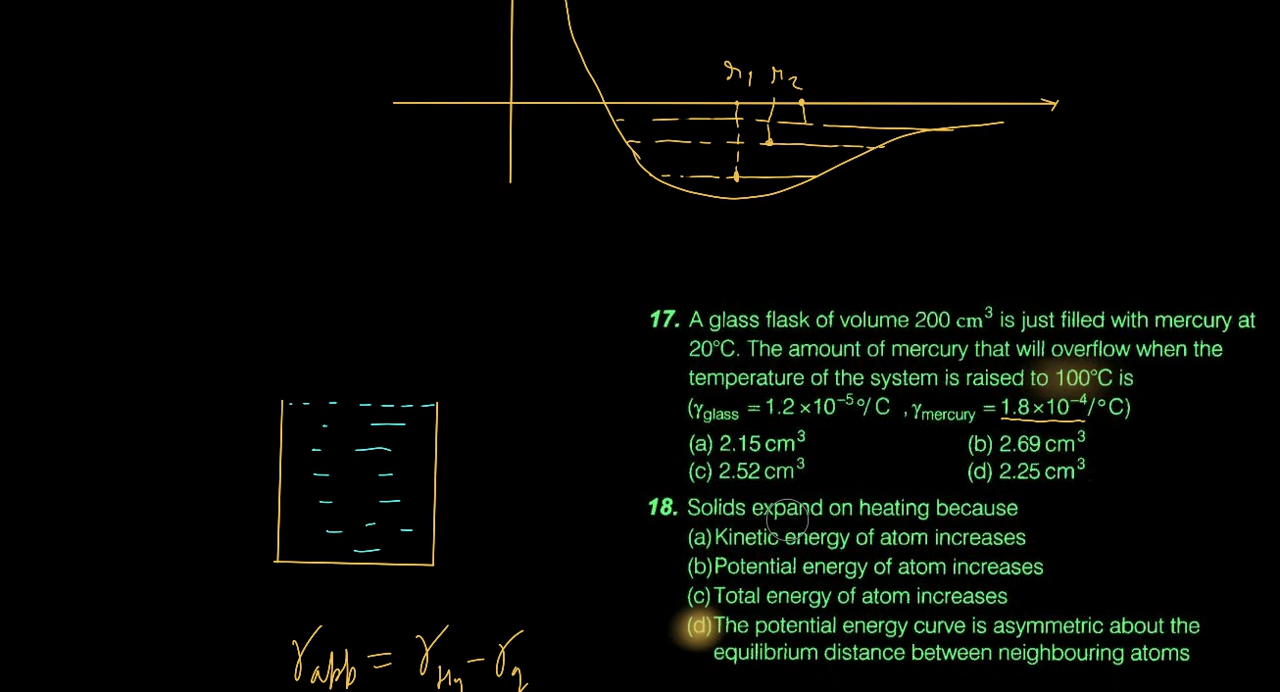 r₁ r₂
17. A glass flask of volume 200 cm³ is just filled with mercury at
20°C. The amount of mercury that will overflow when the
temperature of the system is raised to 100°C is
(γglass = 1.2 ×10⁻⁵°/ C , γmercury = 1.8×10⁻⁴/°C)
(a) 2.15 cm³ (b) 2.69 cm³
(c) 2.52 cm³ (d) 2.25 cm³
18. Solids expand on heating because
(a) Kinetic energy of atom increases
(b) Potential energy of atom increases
(c) Total energy of atom increases
(d) The potential energy curve is asymmetric about the
equilibrium distance between neighbouring atoms
γapp = γHg - γg